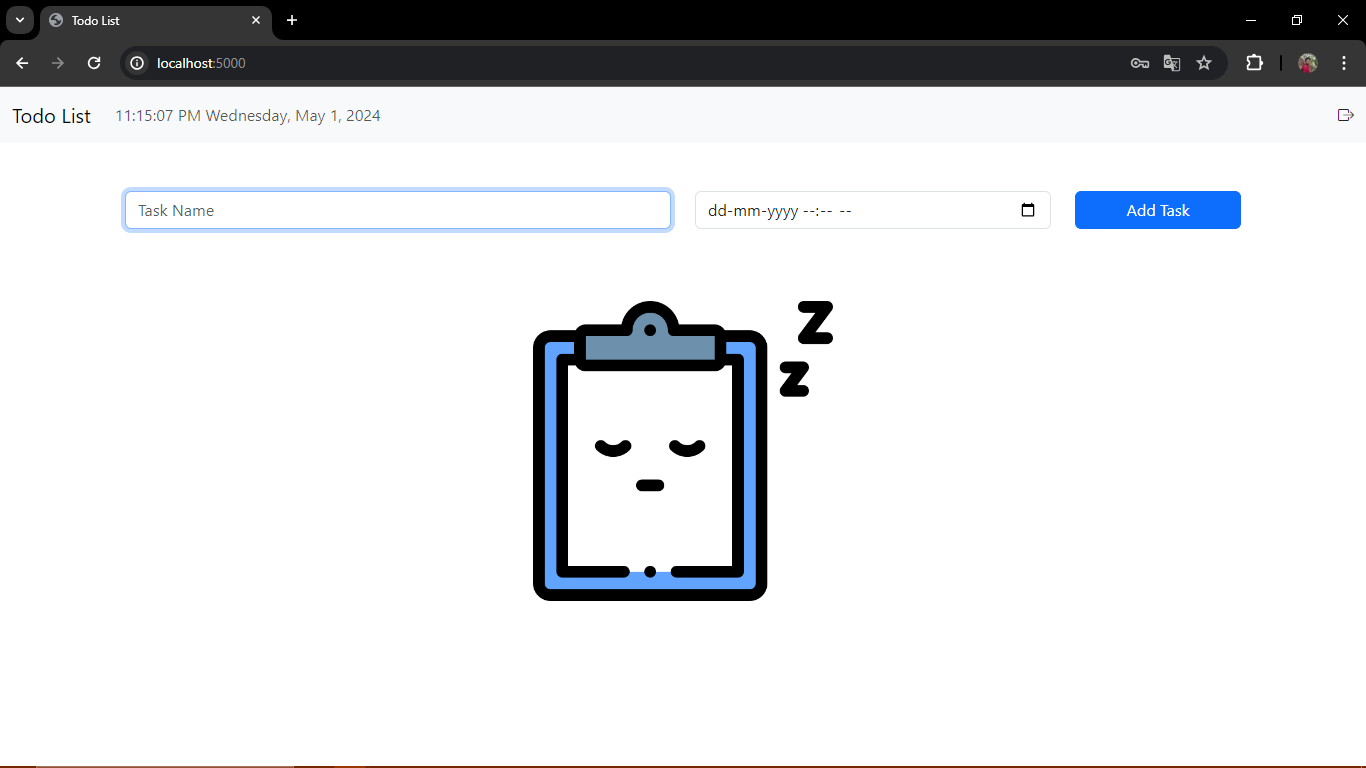 Todo List
localhost:5000
Todo List 11:15:07 PM Wednesday, May 1, 2024
Task Name dd-mm-yyyy --:-- -- Add Task
Z
Z